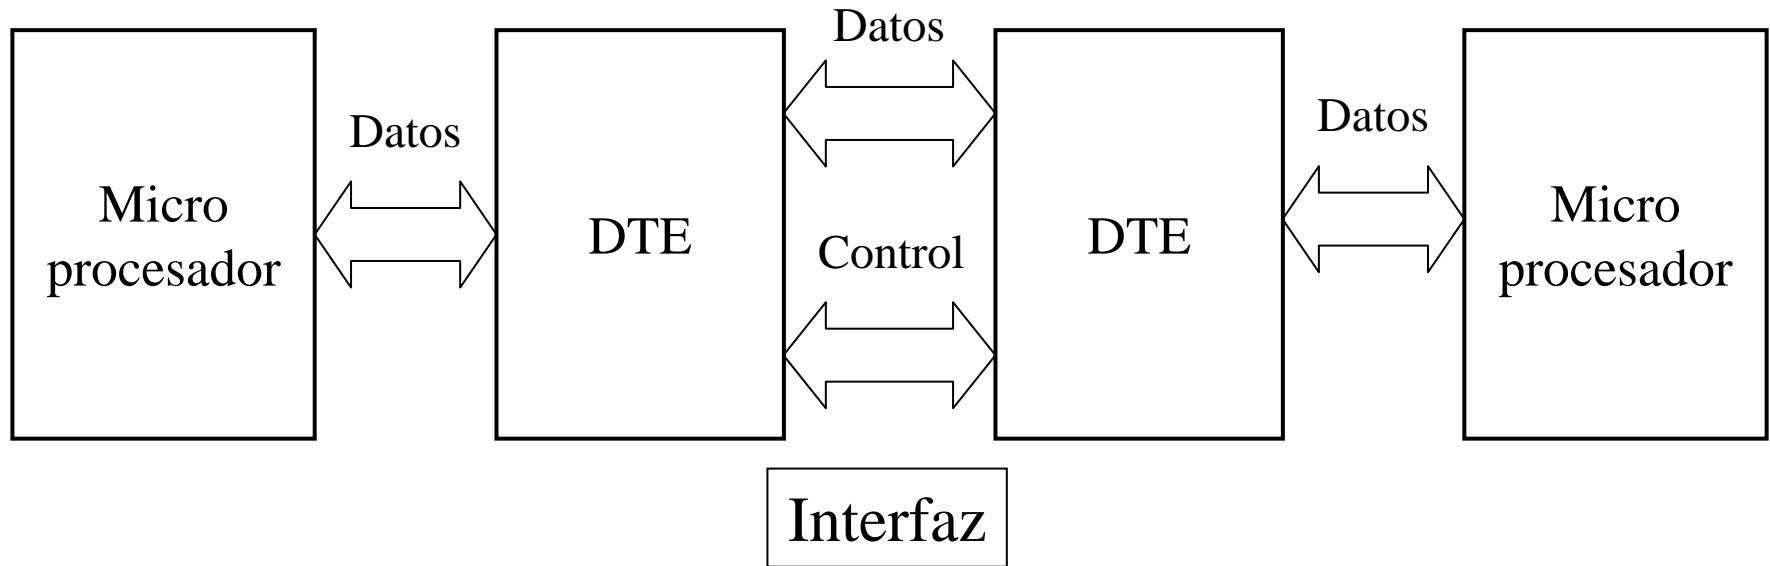 Datos
Datos
Datos
Micro
procesador
DTE
DTE
Micro
procesador
Control
Interfaz